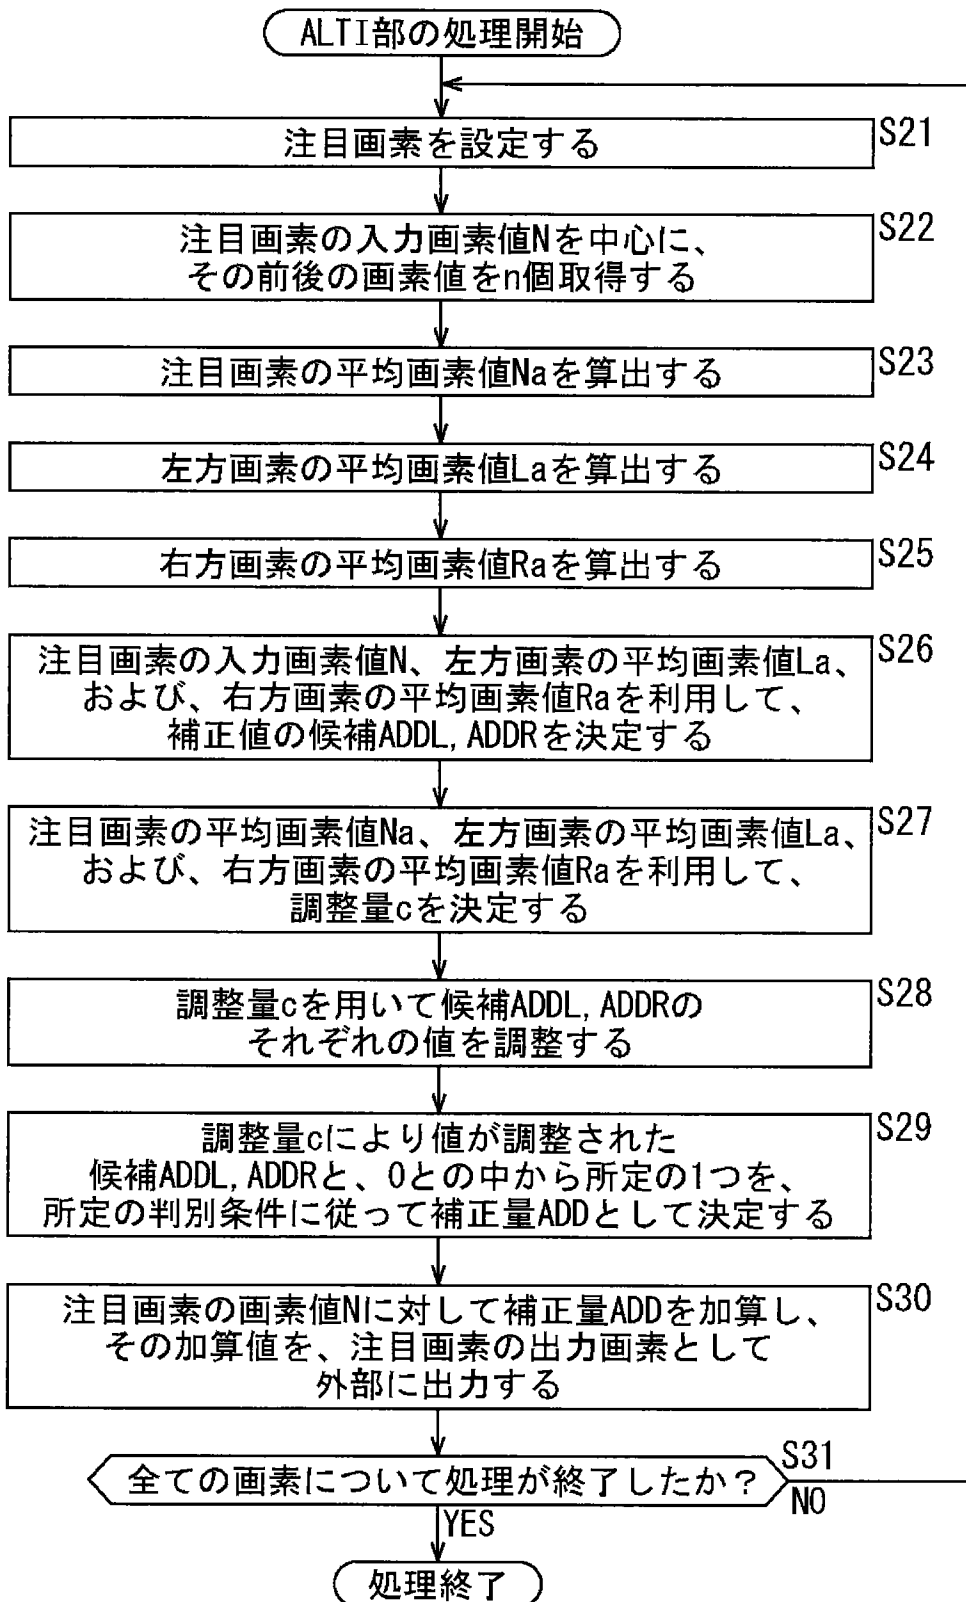 ALTI部の処理開始
注目画素を設定する
S21
注目画素の入力画素値Nを中心に、
その前後の画素値をn個取得する
S22
注目画素の平均画素値Naを算出する
S23
左方画素の平均画素値Laを算出する
S24
右方画素の平均画素値Raを算出する
S25
注目画素の入力画素値N、左方画素の平均画素値La、
および、右方画素の平均画素値Raを利用して、
補正値の候補ADDL, ADDRを決定する
S26
注目画素の平均画素値Na、左方画素の平均画素値La、
および、右方画素の平均画素値Raを利用して、
調整量cを決定する
S27
調整量cを用いて候補ADDL, ADDRの
それぞれの値を調整する
S28
調整量cにより値が調整された
候補ADDL, ADDRと、0との中から所定の1つを、
所定の判別条件に従って補正量ADDとして決定する
S29
注目画素の画素値Nに対して補正量ADDを加算し、
その加算値を、注目画素の出力画素として
外部に出力する
S30
全ての画素について処理が終了したか？
S31
NO
YES
処理終了